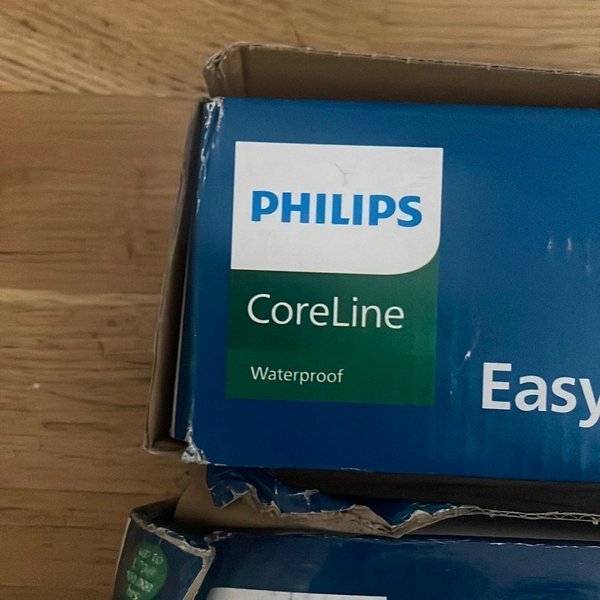 PHILIPS
CoreLine
Waterproof
Easy